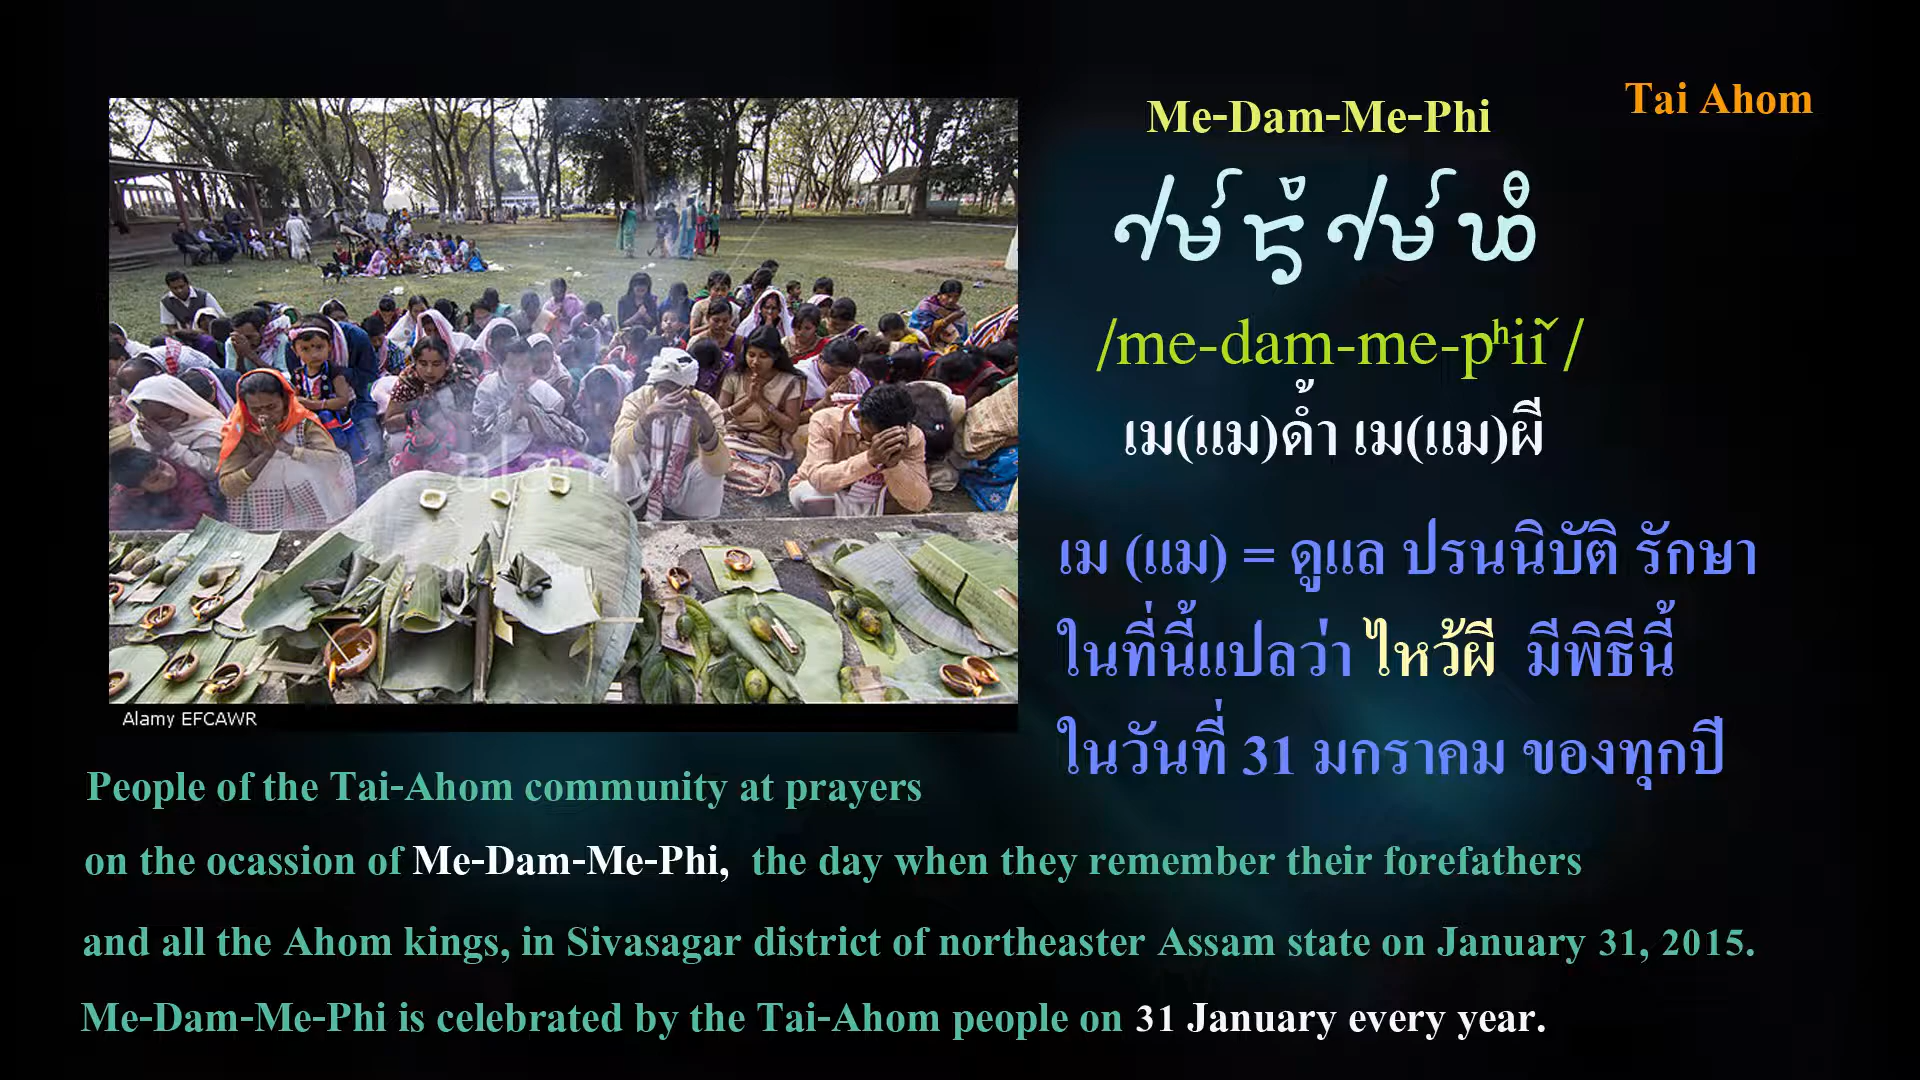 Tai Ahom
Me-Dam-Me-Phi
/me-dam-me-pʰiiˇ/
เม(แม)ด้ำ เม(แม)ผี
เม (แม) = ดูแล ปรนนิบัติ รักษา
ในที่นี้แปลว่า ไหว้ผี มีพิธีนี้
ในวันที่ 31 มกราคม ของทุกปี
alamy
Alamy EFCAWR
People of the Tai-Ahom community at prayers
on the ocassion of Me-Dam-Me-Phi, the day when they remember their forefathers
and all the Ahom kings, in Sivasagar district of northeaster Assam state on January 31, 2015.
Me-Dam-Me-Phi is celebrated by the Tai-Ahom people on 31 January every year.